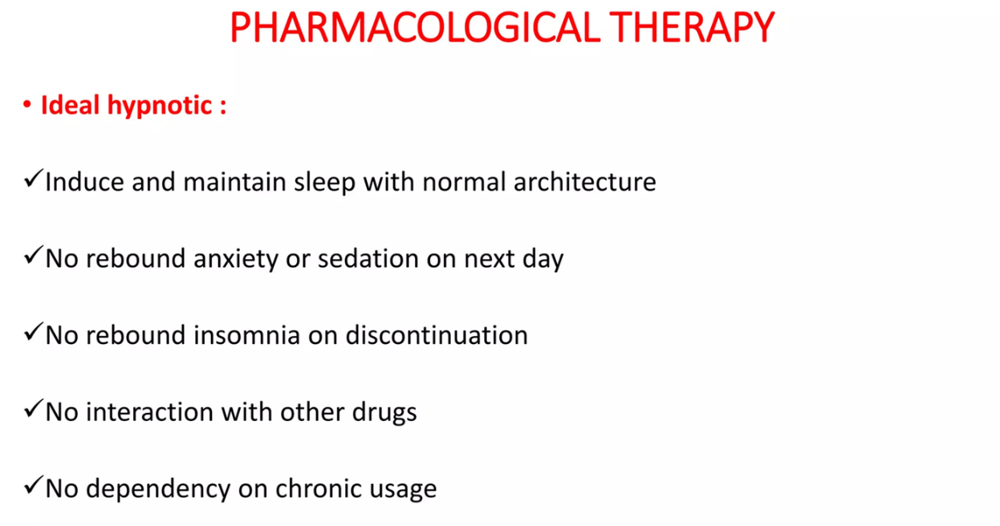 PHARMACOLOGICAL THERAPY
• Ideal hypnotic :
✓Induce and maintain sleep with normal architecture
✓No rebound anxiety or sedation on next day
✓No rebound insomnia on discontinuation
✓No interaction with other drugs
✓No dependency on chronic usage